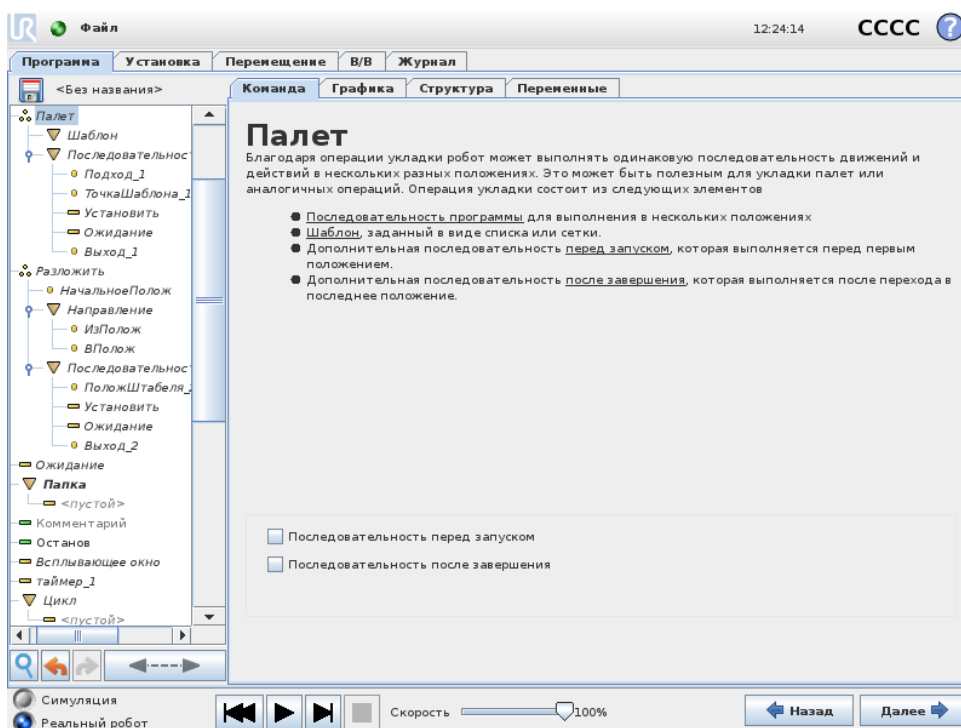 UR Файл 12:24:14 CCCC ?
Программа Установка Перемещение В/В Журнал
<Без названия>
Команда Графика Структура Переменные
Палет
Шаблон
Последовательнос
Подход_1
ТочкаШаблона_1
Установить
Ожидание
Выход_1
Разложить
НачальноеПолож
Направление
ИзПолож
ВПолож
Последовательнос
ПоложШтабеля_2
Установить
Ожидание
Выход_2
Ожидание
Папка
<пустой>
Комментарий
Останов
Всплывающее окно
таймер_1
Цикл
<пустой>
Палет
Благодаря операции укладки робот может выполнять одинаковую последовательность движений и
действий в нескольких разных положениях. Это может быть полезным для укладки палет или
аналогичных операций. Операция укладки состоит из следующих элементов
Последовательность программы для выполнения в нескольких положениях
Шаблон, заданный в виде списка или сетки.
Дополнительная последовательность перед запуском, которая выполняется перед первым
положением.
Дополнительная последовательность после завершения, которая выполняется после перехода в
последнее положение.
Последовательность перед запуском
Последовательность после завершения
Симуляция
Реальный робот
Скорость 100%
Назад Далее